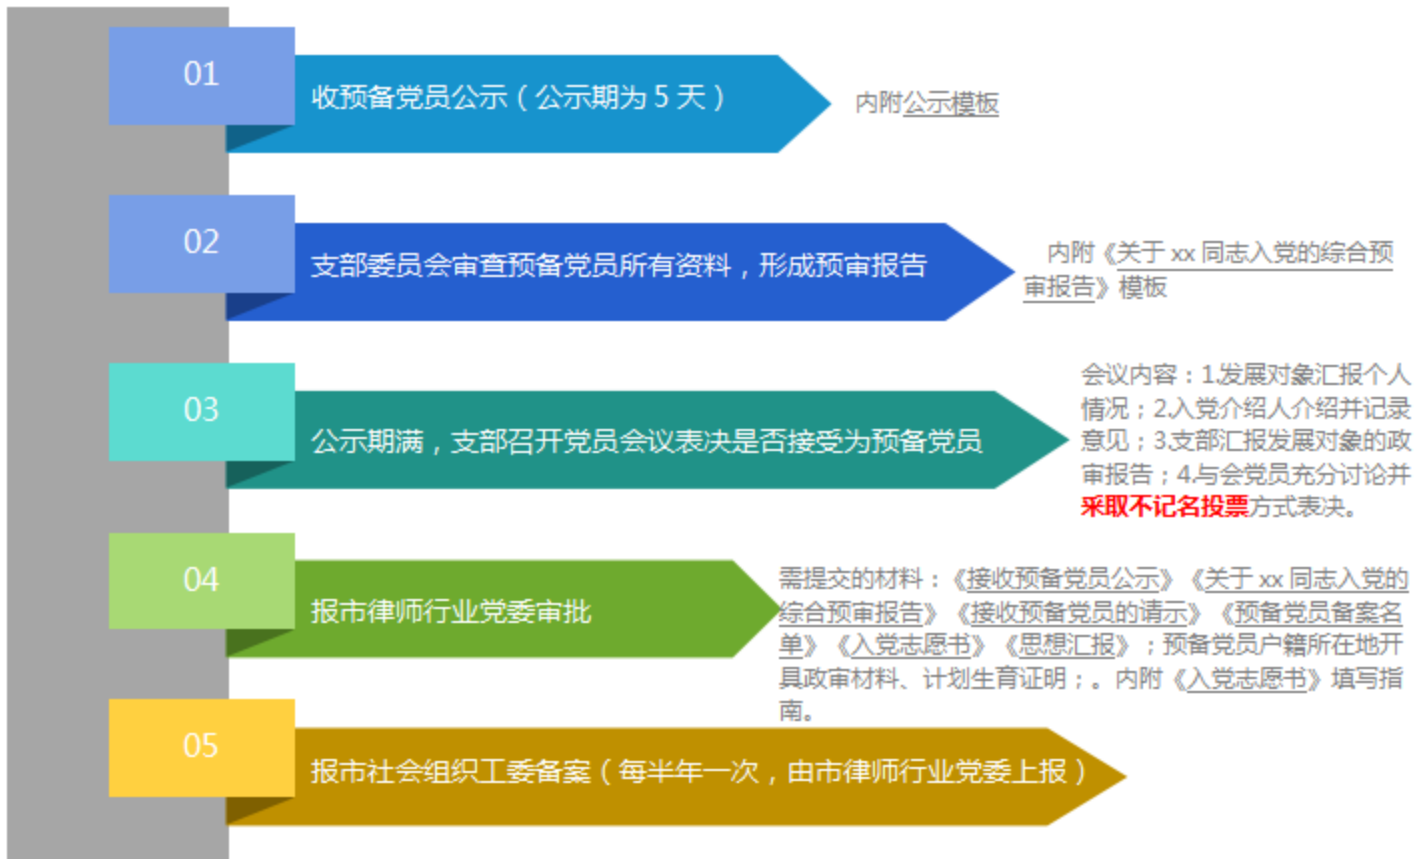 01
收预备党员公示（公示期为 5 天）
内附公示模板
02
支部委员会审查预备党员所有资料，形成预审报告
内附《关于 xx 同志入党的综合预
审报告》模板
03
公示期满，支部召开党员会议表决是否接受为预备党员
会议内容：1.发展对象汇报个人
情况；2.入党介绍人介绍并记录
意见；3.支部汇报发展对象的政
审报告；4.与会党员充分讨论并
采取不记名投票方式表决。
04
报市律师行业党委审批
需提交的材料：《接收预备党员公示》《关于 xx 同志入党的
综合预审报告》《接收预备党员的请示》《预备党员备案名
单》《入党志愿书》《思想汇报》；预备党员户籍所在地开
具政审材料、计划生育证明；。内附《入党志愿书》填写指
南。
05
报市社会组织工委备案（每半年一次，由市律师行业党委上报）